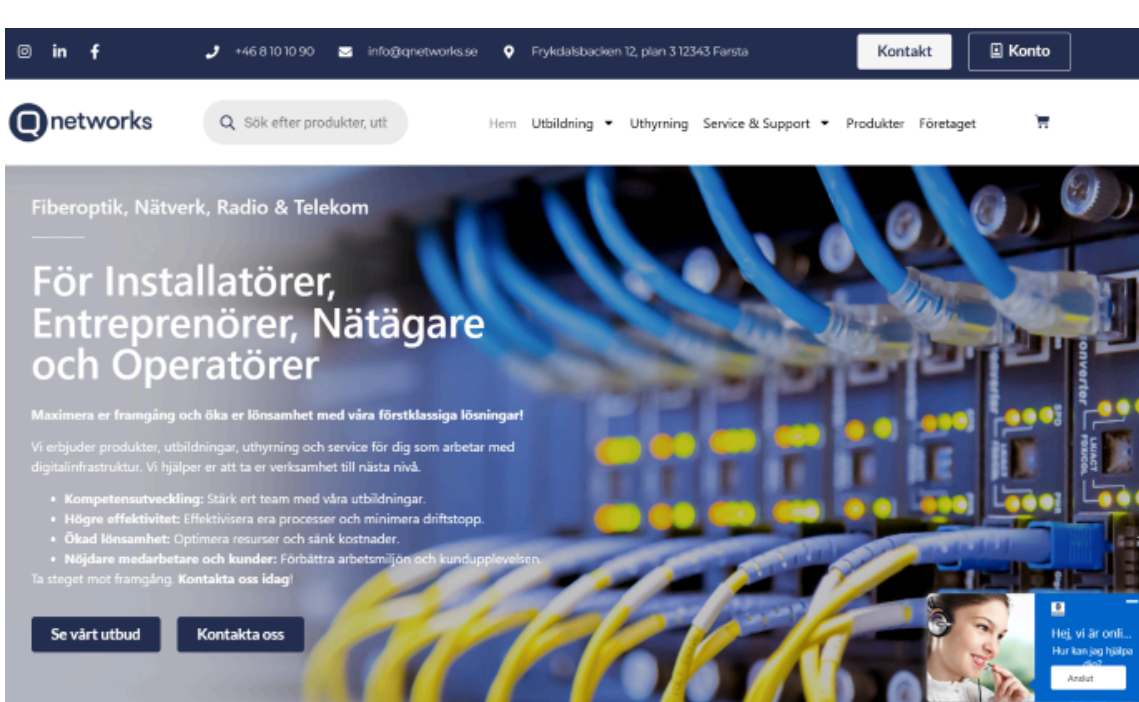 +46 8 10 10 90
info@qnetworks.se
Frykdalsbacken 12, plan 3 12343 Farsta
Kontakt
Konto
Qnetworks
Sök efter produkter, utt
Hem
Utbildning
Uthyrning
Service & Support
Produkter
Företaget
Fiberoptik, Nätverk, Radio & Telekom
För Installatörer,
Entreprenörer, Nätägare
och Operatörer
Maximera er framgång och öka er lönsamhet med våra förstklassiga lösningar!
Vi erbjuder produkter, utbildningar, uthyrning och service för dig som arbetar med
digitalinfrastruktur. Vi hjälper er att ta er verksamhet till nästa nivå.
• Kompetensutveckling: Stärk ert team med våra utbildningar.
• Högre effektivitet: Effektivisera era processer och minimera driftstopp.
• Ökad lönsamhet: Optimera resurser och sänk kostnader.
• Nöjdare medarbetare och kunder: Förbättra arbetsmiljön och kundupplevelsen.
Ta steget mot framgång. Kontakta oss idag!
Se vårt utbud
Kontakta oss
Hej, vi är onli...
Hur kan jag hjälpa
dig?
Anslut